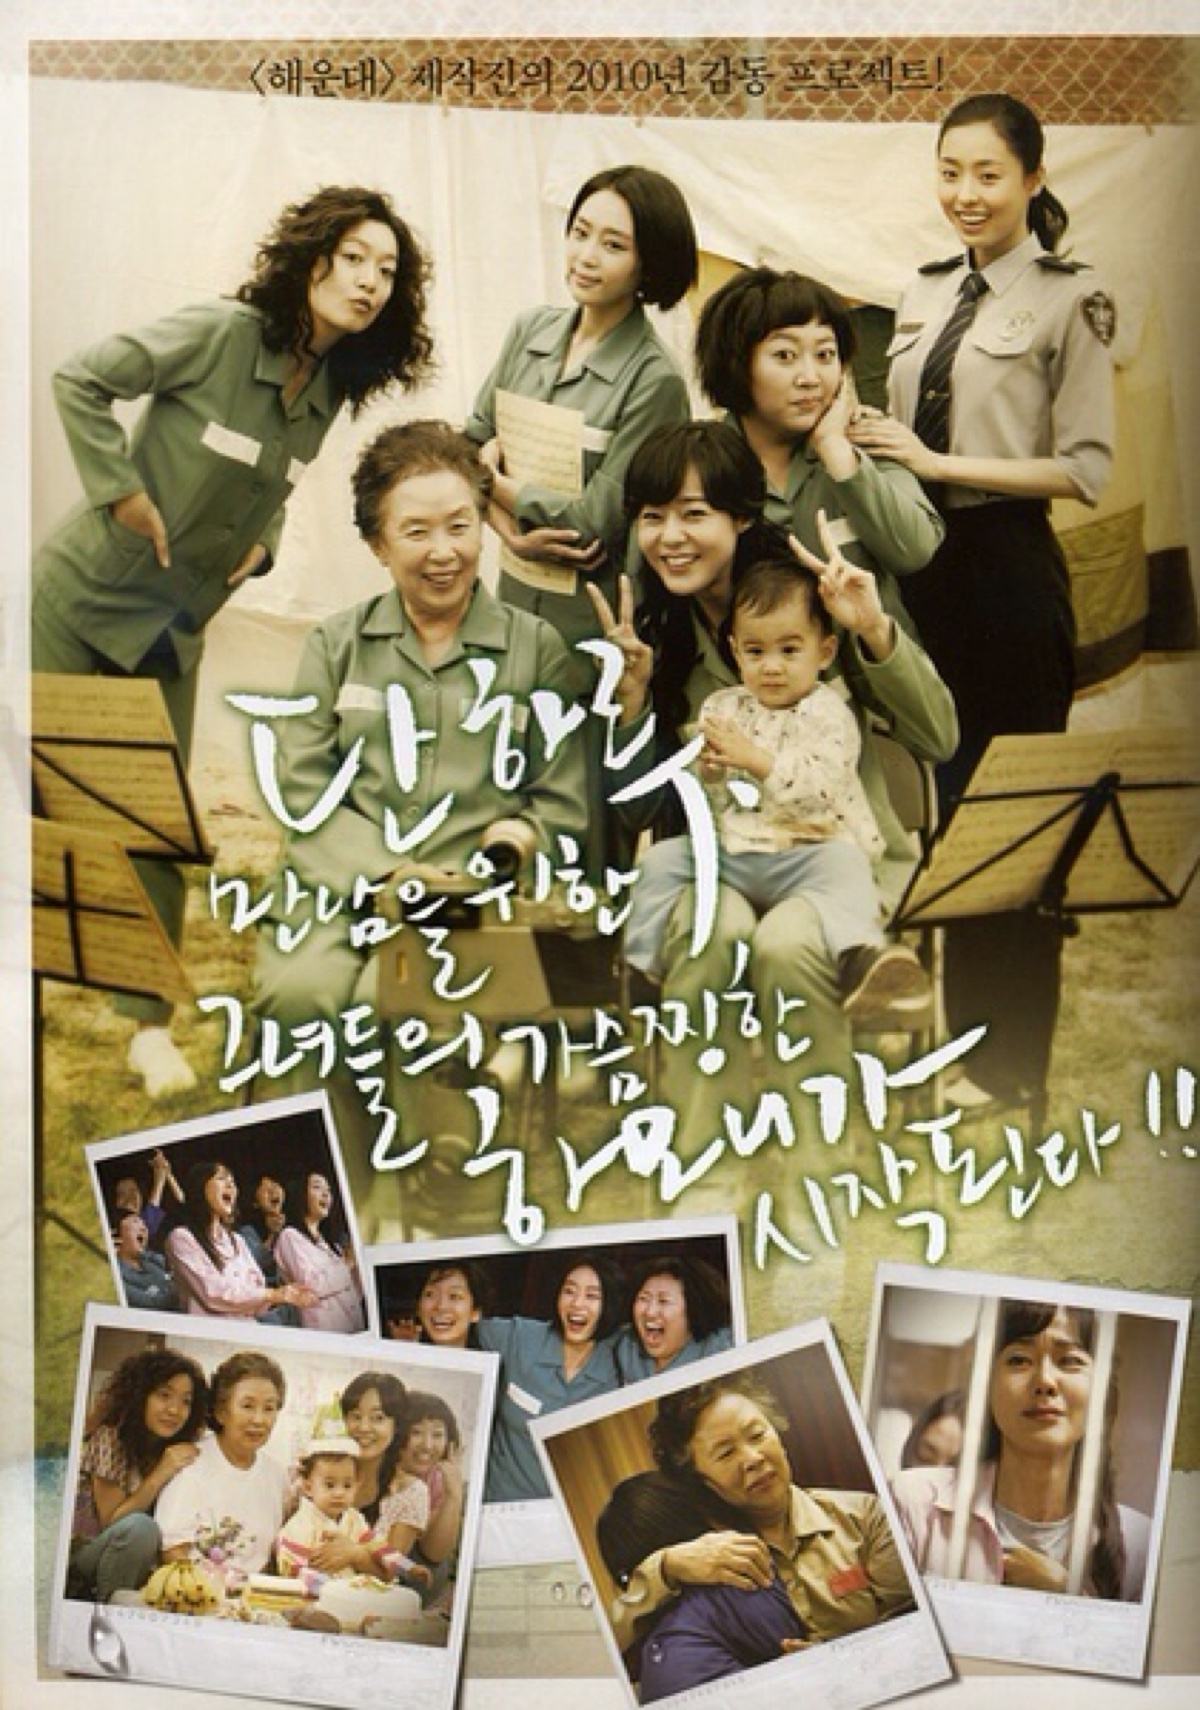 <해운대> 제작진의 2010년 감동 프로젝트!
단 하루,
만남을 위한
그녀들의 가슴찡한
하모니가
시작된다!!